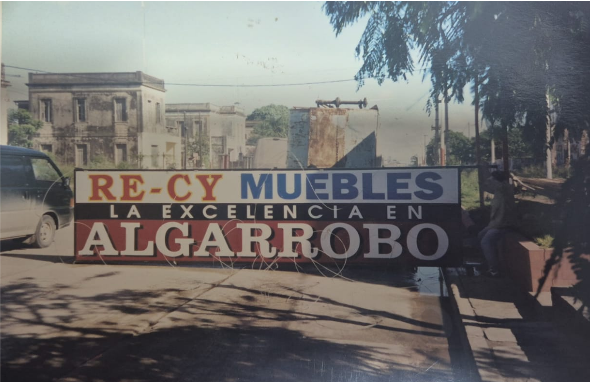 RE-CY MUEBLES
LA EXCELENCIA EN
ALGARROBO